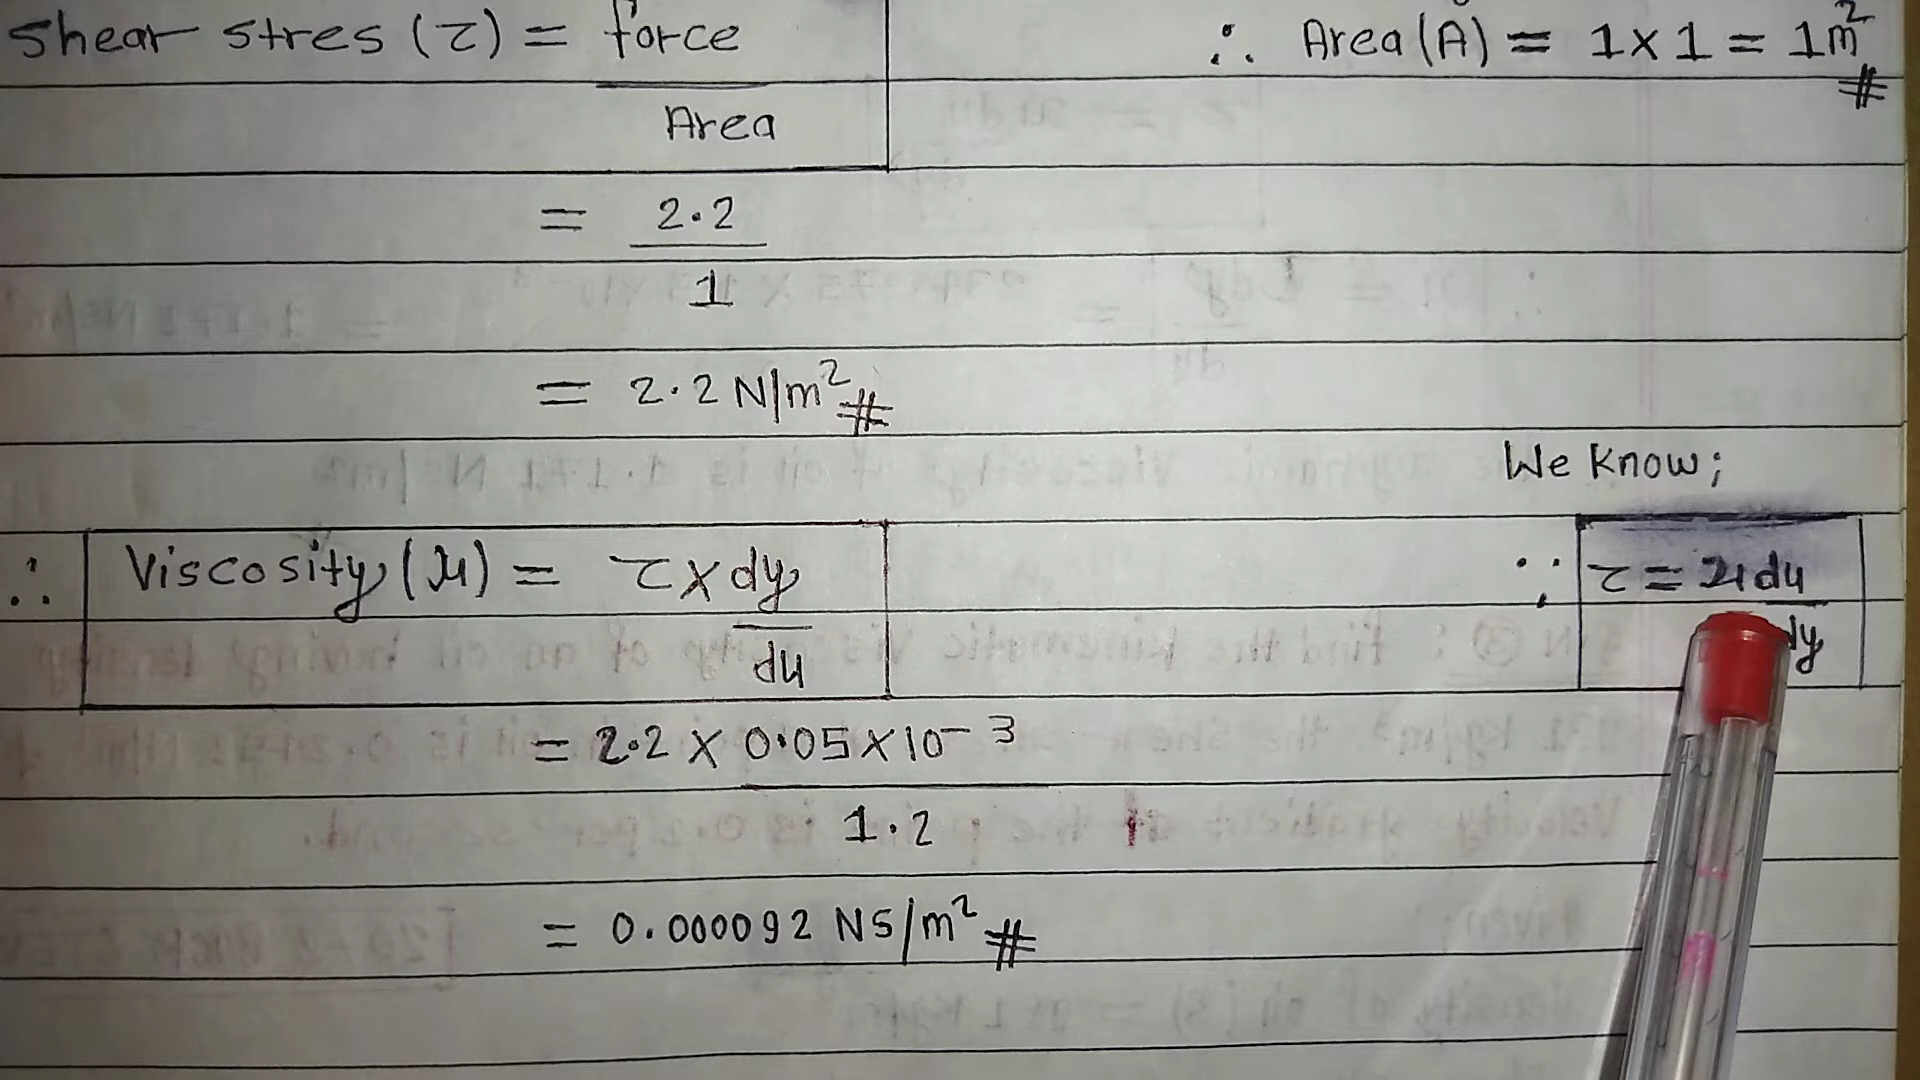 Shear stres (τ) = force
Area
∴ Area (A) = 1 x 1 = 1m²
= 2.2
1
= 2.2 N/m²
We know;
∴ Viscosity (μ) = τ x dy
du
∵ τ = μ du
dy
= 2.2 x 0.05 x 10-3
1.2
= 0.000092 NS/m²